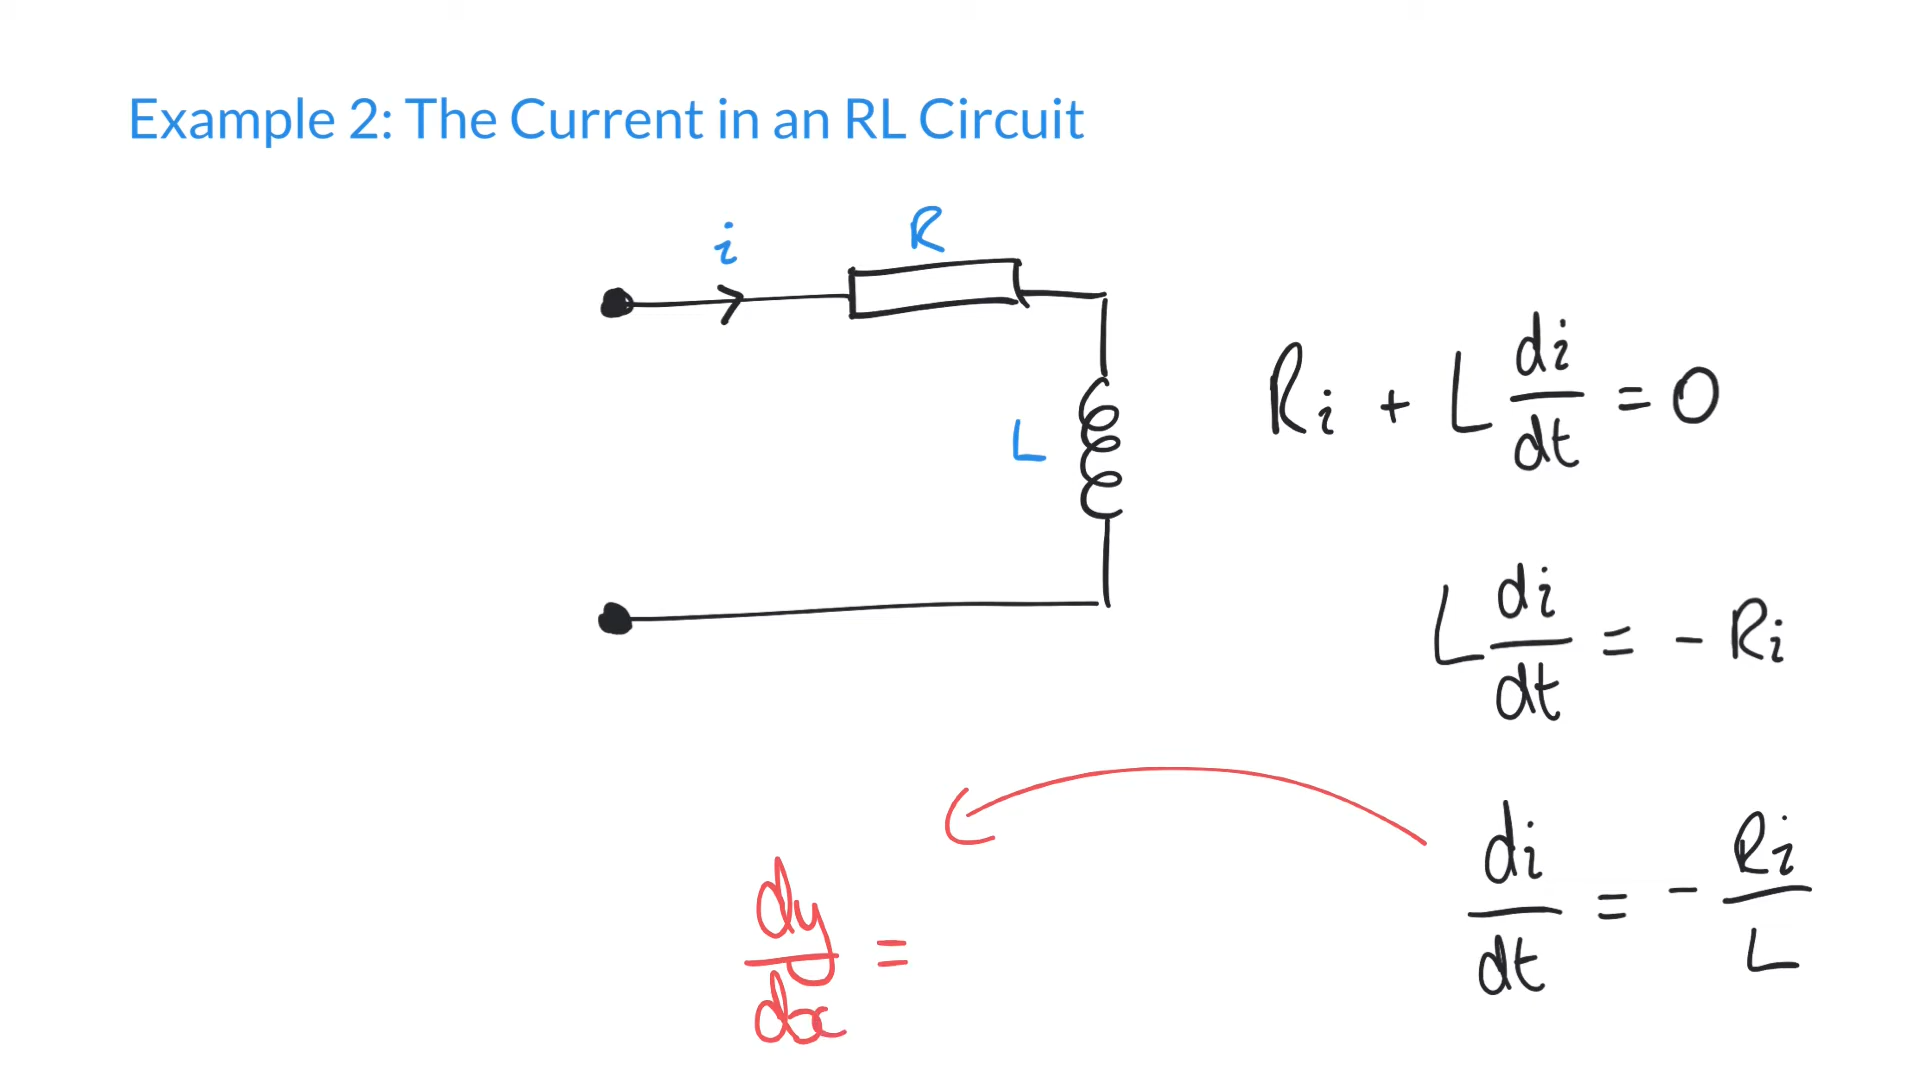 Example 2: The Current in an RL Circuit
i
R
L
Ri + L di/dt = 0
L di/dt = - Ri
di/dt = - Ri/L
dy/dx =